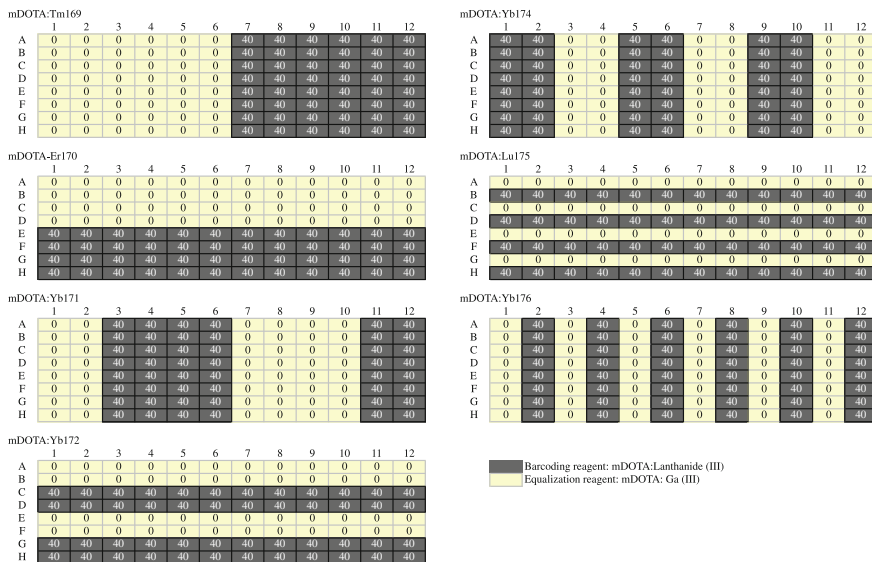 mDOTA:Tm169
1 2 3 4 5 6 7 8 9 10 11 12
A 0 0 0 0 0 0 40 40 40 40 40 40
B 0 0 0 0 0 0 40 40 40 40 40 40
C 0 0 0 0 0 0 40 40 40 40 40 40
D 0 0 0 0 0 0 40 40 40 40 40 40
E 0 0 0 0 0 0 40 40 40 40 40 40
F 0 0 0 0 0 0 40 40 40 40 40 40
G 0 0 0 0 0 0 40 40 40 40 40 40
H 0 0 0 0 0 0 40 40 40 40 40 40
mDOTA-Er170
1 2 3 4 5 6 7 8 9 10 11 12
A 0 0 0 0 0 0 0 0 0 0 0 0
B 0 0 0 0 0 0 0 0 0 0 0 0
C 0 0 0 0 0 0 0 0 0 0 0 0
D 0 0 0 0 0 0 0 0 0 0 0 0
E 40 40 40 40 40 40 40 40 40 40 40 40
F 40 40 40 40 40 40 40 40 40 40 40 40
G 40 40 40 40 40 40 40 40 40 40 40 40
H 40 40 40 40 40 40 40 40 40 40 40 40
mDOTA:Yb171
1 2 3 4 5 6 7 8 9 10 11 12
A 0 0 40 40 40 40 0 0 0 0 40 40
B 0 0 40 40 40 40 0 0 0 0 40 40
C 0 0 40 40 40 40 0 0 0 0 40 40
D 0 0 40 40 40 40 0 0 0 0 40 40
E 0 0 40 40 40 40 0 0 0 0 40 40
F 0 0 40 40 40 40 0 0 0 0 40 40
G 0 0 40 40 40 40 0 0 0 0 40 40
H 0 0 40 40 40 40 0 0 0 0 40 40
mDOTA:Yb172
1 2 3 4 5 6 7 8 9 10 11 12
A 0 0 0 0 0 0 0 0 0 0 0 0
B 0 0 0 0 0 0 0 0 0 0 0 0
C 40 40 40 40 40 40 40 40 40 40 40 40
D 40 40 40 40 40 40 40 40 40 40 40 40
E 0 0 0 0 0 0 0 0 0 0 0 0
F 0 0 0 0 0 0 0 0 0 0 0 0
G 40 40 40 40 40 40 40 40 40 40 40 40
H 40 40 40 40 40 40 40 40 40 40 40 40
mDOTA:Yb174
1 2 3 4 5 6 7 8 9 10 11 12
A 40 40 0 0 40 40 0 0 40 40 0 0
B 40 40 0 0 40 40 0 0 40 40 0 0
C 40 40 0 0 40 40 0 0 40 40 0 0
D 40 40 0 0 40 40 0 0 40 40 0 0
E 40 40 0 0 40 40 0 0 40 40 0 0
F 40 40 0 0 40 40 0 0 40 40 0 0
G 40 40 0 0 40 40 0 0 40 40 0 0
H 40 40 0 0 40 40 0 0 40 40 0 0
mDOTA:Lu175
1 2 3 4 5 6 7 8 9 10 11 12
A 0 0 0 0 0 0 0 0 0 0 0 0
B 40 40 40 40 40 40 40 40 40 40 40 40
C 0 0 0 0 0 0 0 0 0 0 0 0
D 40 40 40 40 40 40 40 40 40 40 40 40
E 0 0 0 0 0 0 0 0 0 0 0 0
F 40 40 40 40 40 40 40 40 40 40 40 40
G 0 0 0 0 0 0 0 0 0 0 0 0
H 40 40 40 40 40 40 40 40 40 40 40 40
mDOTA:Yb176
1 2 3 4 5 6 7 8 9 10 11 12
A 0 40 0 40 0 40 0 40 0 40 0 40
B 0 40 0 40 0 40 0 40 0 40 0 40
C 0 40 0 40 0 40 0 40 0 40 0 40
D 0 40 0 40 0 40 0 40 0 40 0 40
E 0 40 0 40 0 40 0 40 0 40 0 40
F 0 40 0 40 0 40 0 40 0 40 0 40
G 0 40 0 40 0 40 0 40 0 40 0 40
H 0 40 0 40 0 40 0 40 0 40 0 40
Barcoding reagent: mDOTA:Lanthanide (III)
Equalization reagent: mDOTA: Ga (III)